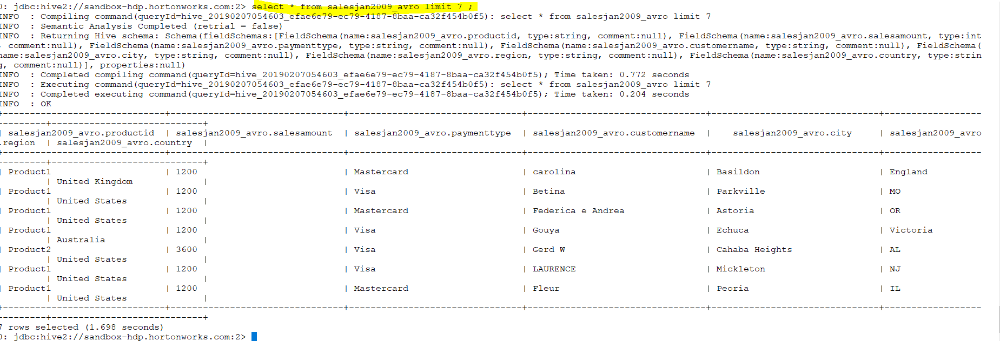 0: jdbc:hive2://sandbox-hdp.hortonworks.com:2> select * from salesjan2009_avro limit 7 ;
INFO  : Compiling command(queryId=hive_20190207054603_efae6e79-ec79-4187-8baa-ca32f454b0f5): select * from salesjan2009_avro limit 7
INFO  : Semantic Analysis Completed (retrial = false)
INFO  : Returning Hive schema: Schema(fieldSchemas:[FieldSchema(name:salesjan2009_avro.productid, type:string, comment:null), FieldSchema(name:salesjan2009_avro.salesamount, type:int
, comment:null), FieldSchema(name:salesjan2009_avro.paymenttype, type:string, comment:null), FieldSchema(name:salesjan2009_avro.customername, type:string, comment:null), FieldSchema(
name:salesjan2009_avro.city, type:string, comment:null), FieldSchema(name:salesjan2009_avro.region, type:string, comment:null), FieldSchema(name:salesjan2009_avro.country, type:strin
g, comment:null)], properties:null)
INFO  : Completed compiling command(queryId=hive_20190207054603_efae6e79-ec79-4187-8baa-ca32f454b0f5); Time taken: 0.772 seconds
INFO  : Executing command(queryId=hive_20190207054603_efae6e79-ec79-4187-8baa-ca32f454b0f5): select * from salesjan2009_avro limit 7
INFO  : Completed executing command(queryId=hive_20190207054603_efae6e79-ec79-4187-8baa-ca32f454b0f5); Time taken: 0.204 seconds
INFO  : OK
| salesjan2009_avro.productid  | salesjan2009_avro.salesamount  | salesjan2009_avro.paymenttype  | salesjan2009_avro.customername  |    salesjan2009_avro.city     | salesjan2009_avro
.region  | salesjan2009_avro.country  |
| Product1                     | 1200                           | Mastercard                     | carolina                        | Basildon                      | England
         | United Kingdom             |
| Product1                     | 1200                           | Visa                           | Betina                          | Parkville                     | MO
         | United States              |
| Product1                     | 1200                           | Mastercard                     | Federica e Andrea               | Astoria                       | OR
         | United States              |
| Product1                     | 1200                           | Visa                           | Gouya                           | Echuca                        | Victoria
         | Australia                  |
| Product2                     | 3600                           | Visa                           | Gerd W                          | Cahaba Heights                | AL
         | United States              |
| Product1                     | 1200                           | Visa                           | LAURENCE                        | Mickleton                     | NJ
         | United States              |
| Product1                     | 1200                           | Mastercard                     | Fleur                           | Peoria                        | IL
         | United States              |
7 rows selected (1.698 seconds)
0: jdbc:hive2://sandbox-hdp.hortonworks.com:2>